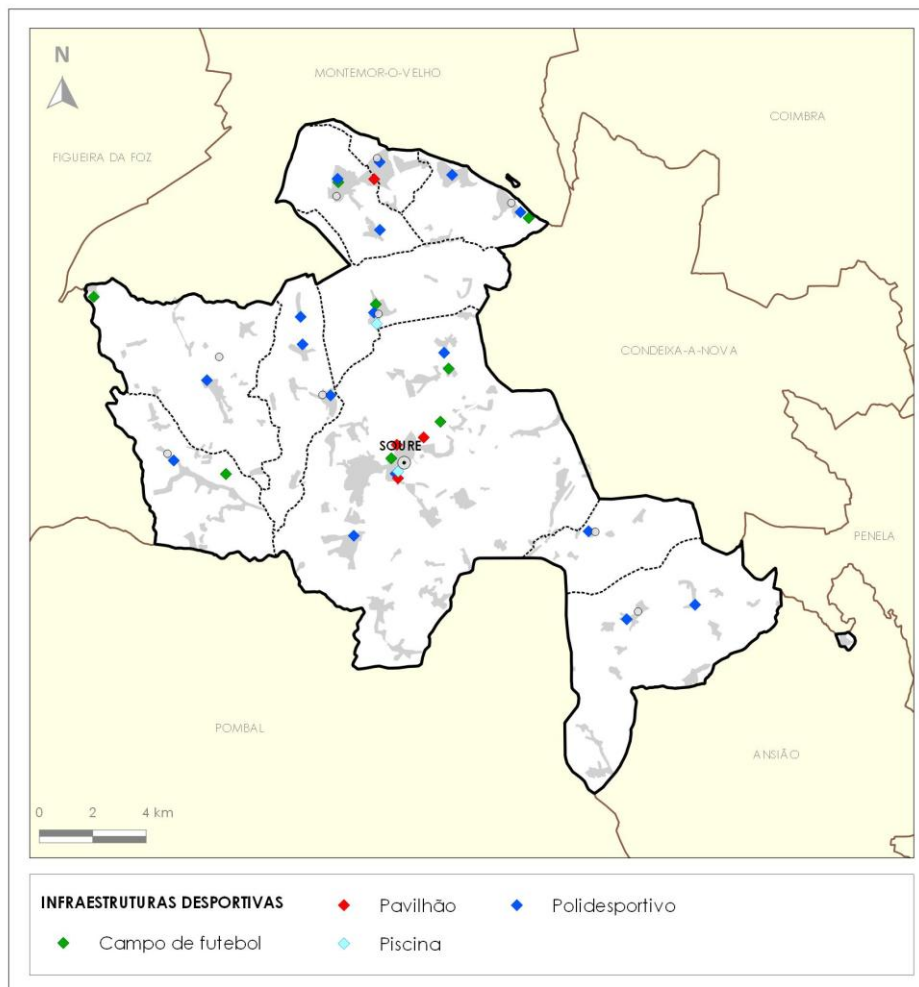 N
MONTEMOR-O-VELHO
COIMBRA
FIGUEIRA DA FOZ
CONDEIXA-A-NOVA
SOURE
PENELA
POMBAL
ANSIÃO
0 2 4 km
INFRAESTRUTURAS DESPORTIVAS
Pavilhão
Polidesportivo
Campo de futebol
Piscina